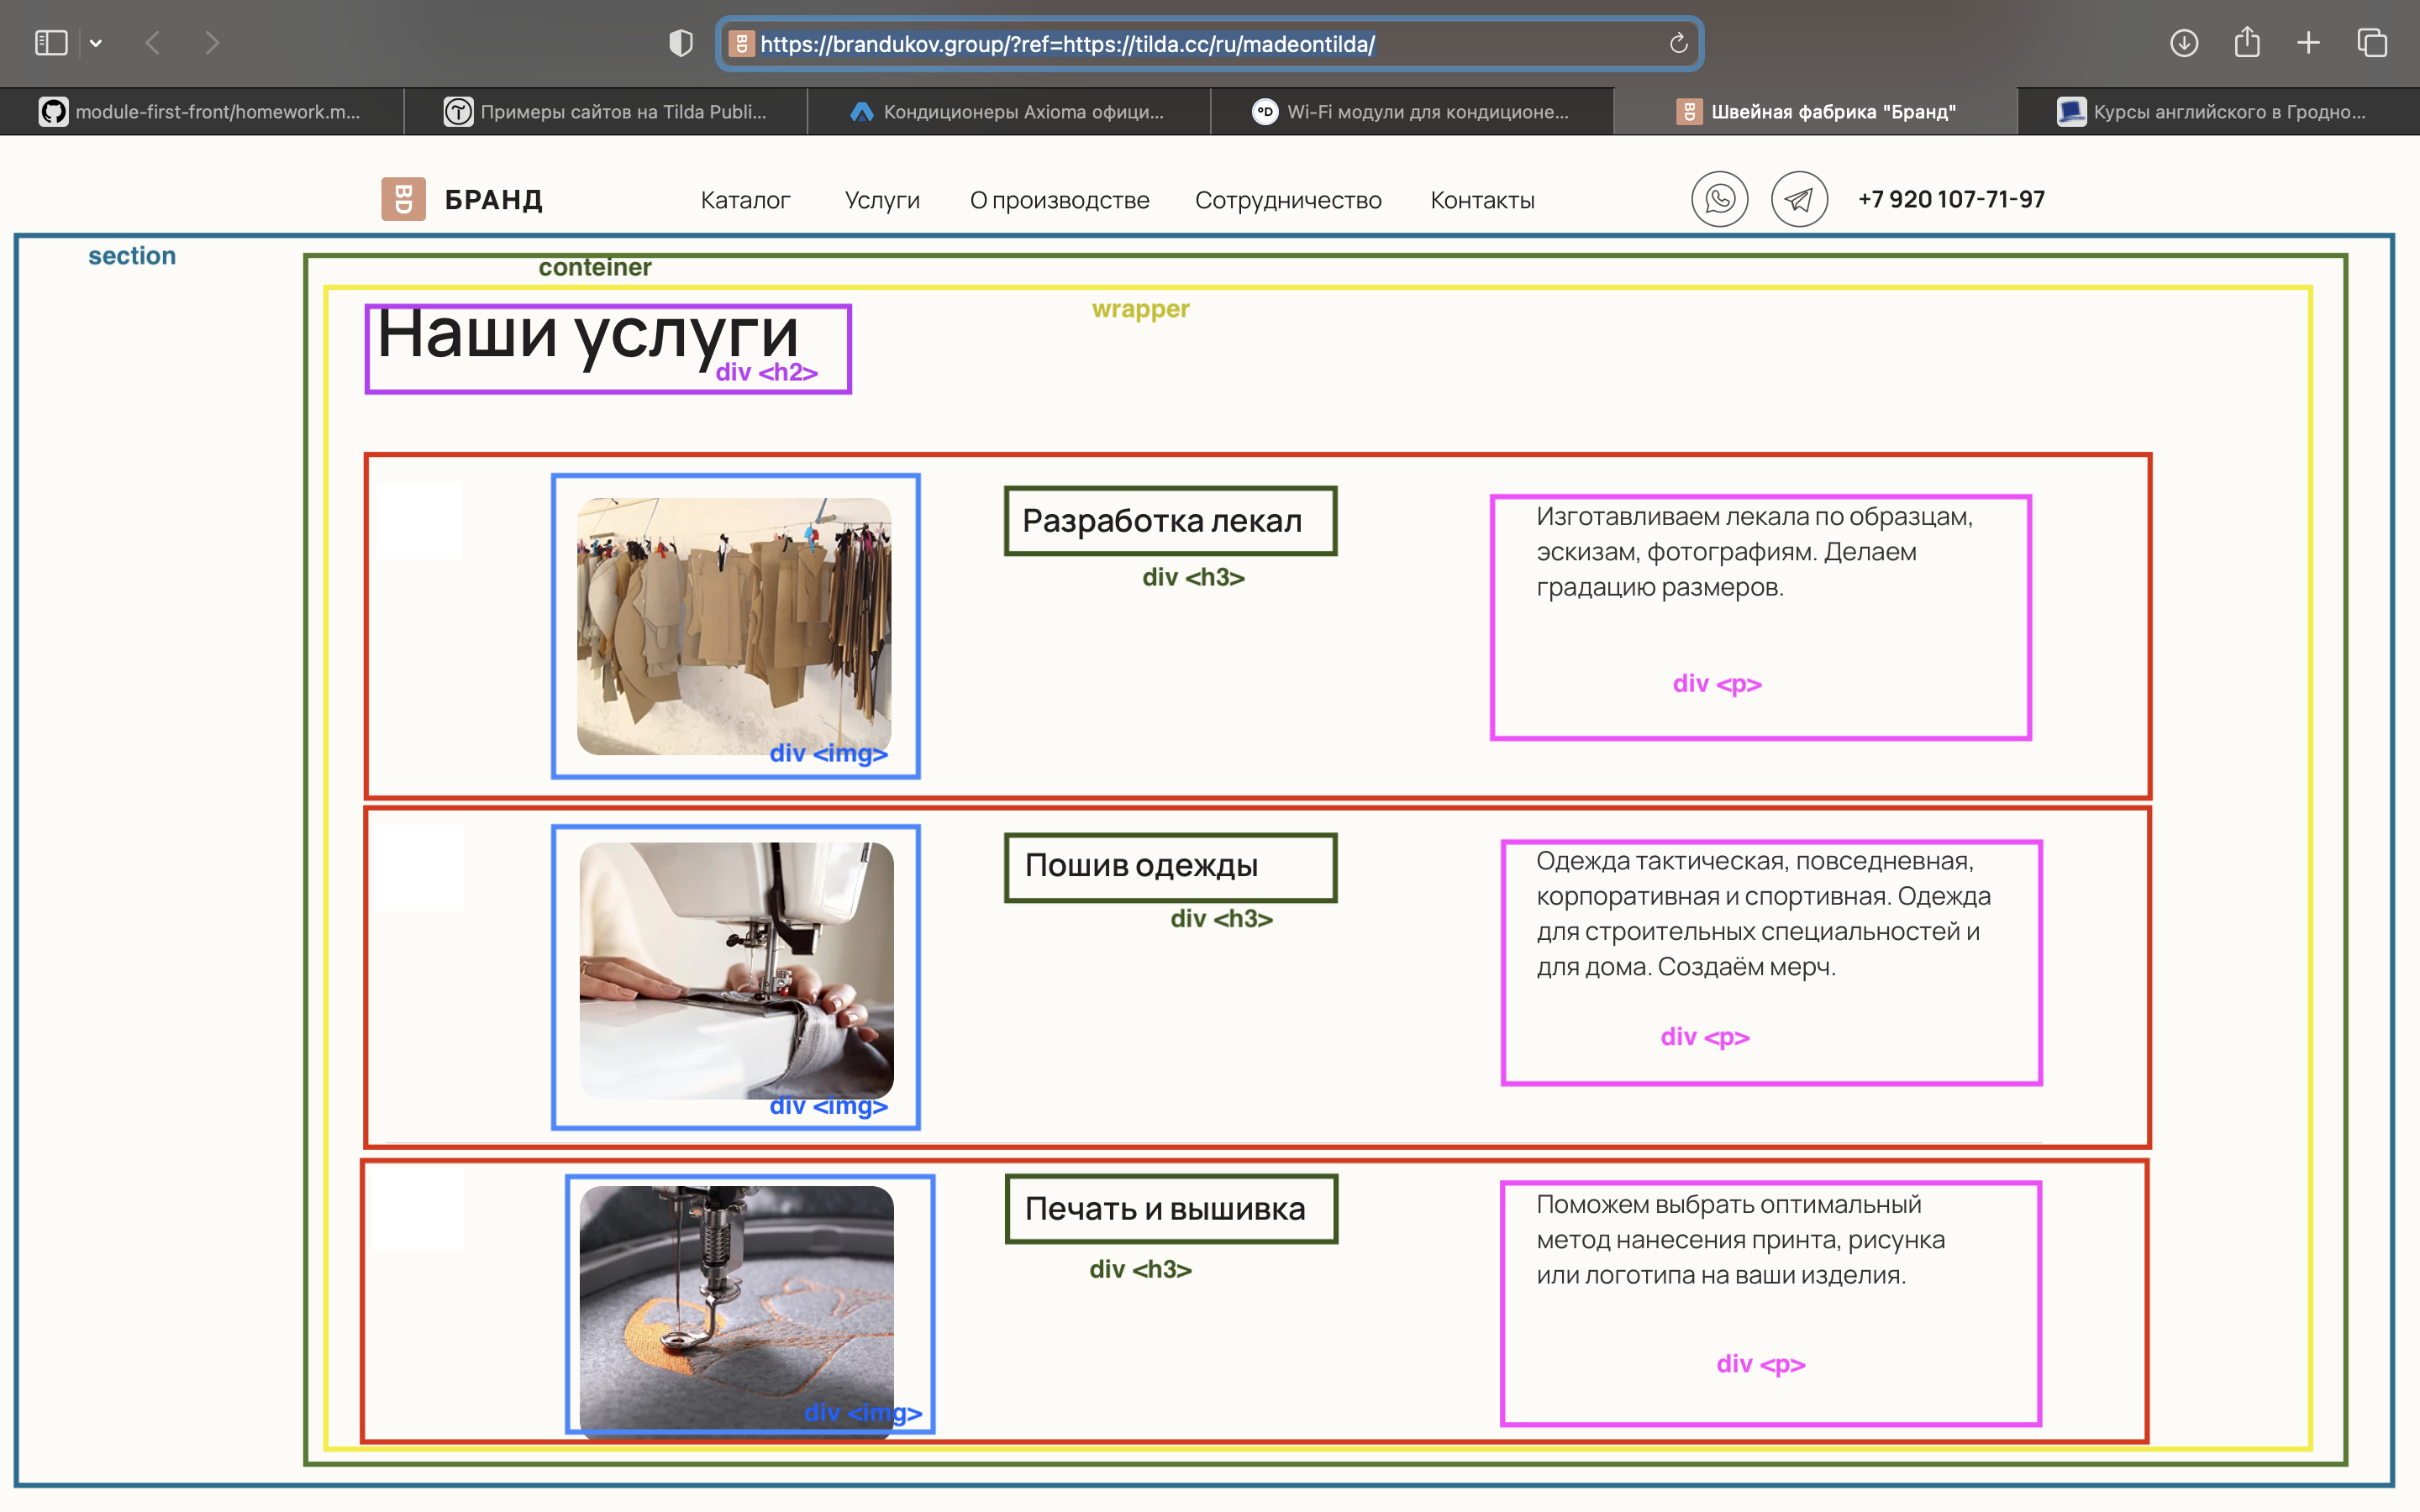 https://brandukov.group/?ref=https://tilda.cc/ru/madeontilda/
module-first-front/homework.m...
Примеры сайтов на Tilda Publi...
Кондиционеры Axioma офици...
Wi-Fi модули для кондиционе...
Швейная фабрика "Бренд"
Курсы английского в Гродно...
BD
БРАНД
Каталог
Услуги
О производстве
Сотрудничество
Контакты
+7 920 107-71-97
section
conteiner
wrapper
Наши услуги
div <h2>
Разработка лекал
div <h3>
Изготавливаем лекала по образцам,
эскизам, фотографиям. Делаем
градацию размеров.
div <p>
div <img>
Пошив одежды
div <h3>
Одежда тактическая, повседневная,
корпоративная и спортивная. Одежда
для строительных специальностей и
для дома. Создаём мерч.
div <p>
div <img>
Печать и вышивка
div <h3>
Поможем выбрать оптимальный
метод нанесения принта, рисунка
или логотипа на ваши изделия.
div <p>
div <img>